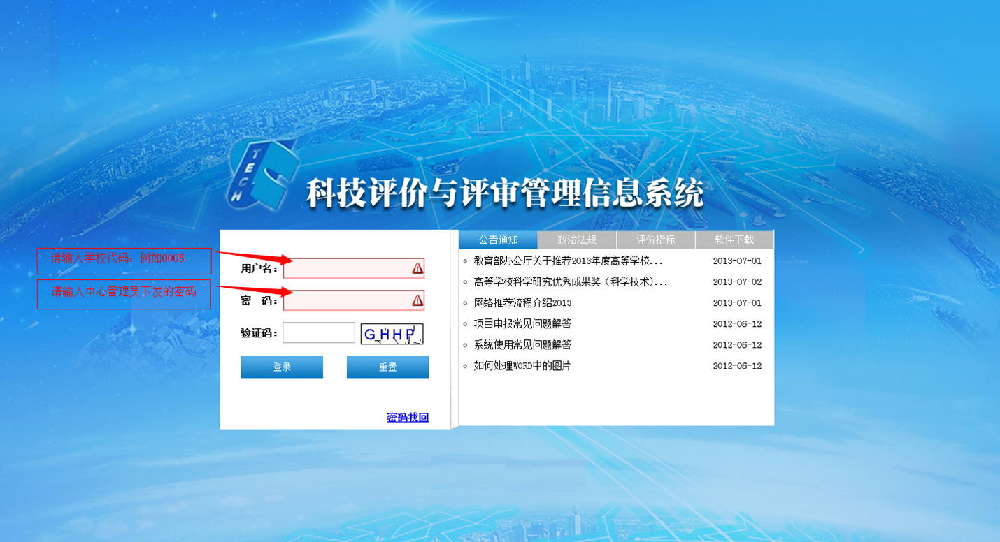 TECH
科技评价与评审管理信息系统
公告通知 政治法规 评价指标 软件下载
请输入学校代码：例如0005
用户名：
请输入中心管理员下发的密码
密 码：
验证码： GHHP
登录 重置
密码找回
教育部办公厅关于推荐2013年度高等学校... 2013-07-01
高等学校科学研究优秀成果奖（科学技术)... 2013-07-02
网络推荐流程介绍2013 2013-07-01
项目申报常见问题解答 2012-06-12
系统使用常见问题解答 2012-06-12
如何处理WORD中的图片 2012-06-12